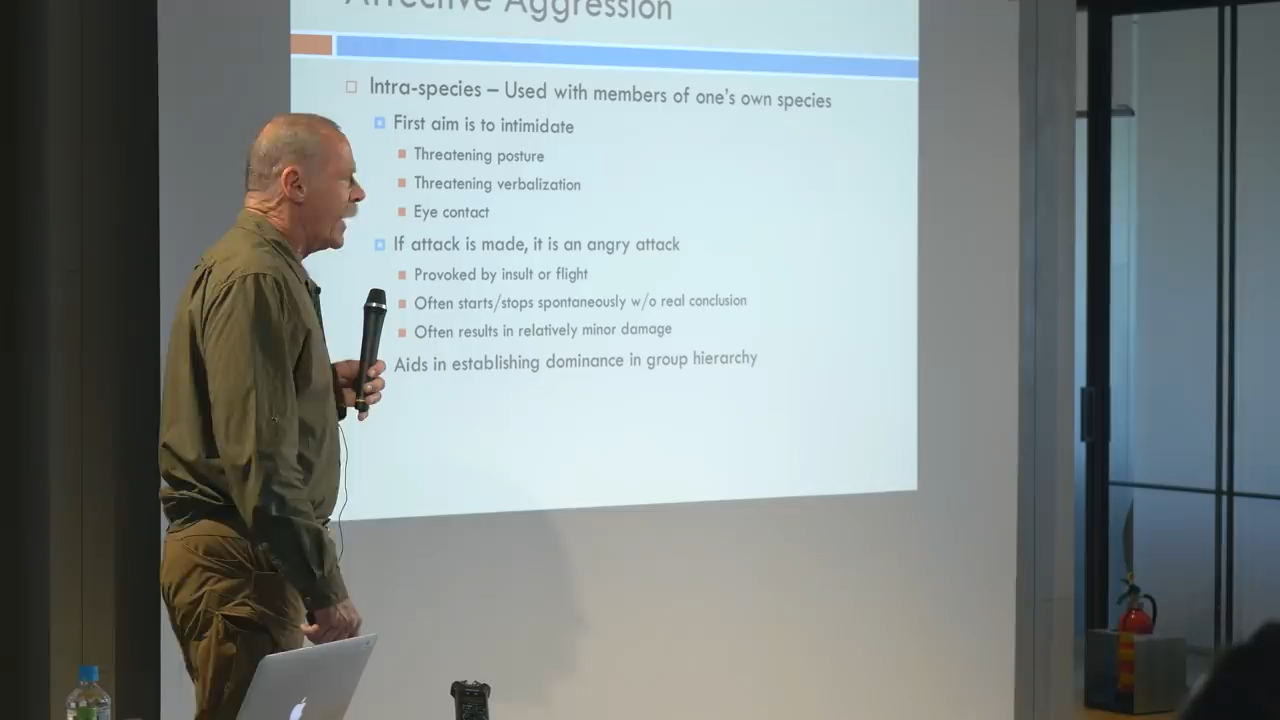 Affective Aggression
Intra-species – Used with members of one's own species
First aim is to intimidate
Threatening posture
Threatening verbalization
Eye contact
If attack is made, it is an angry attack
Provoked by insult or flight
Often starts/stops spontaneously w/o real conclusion
Often results in relatively minor damage
Aids in establishing dominance in group hierarchy